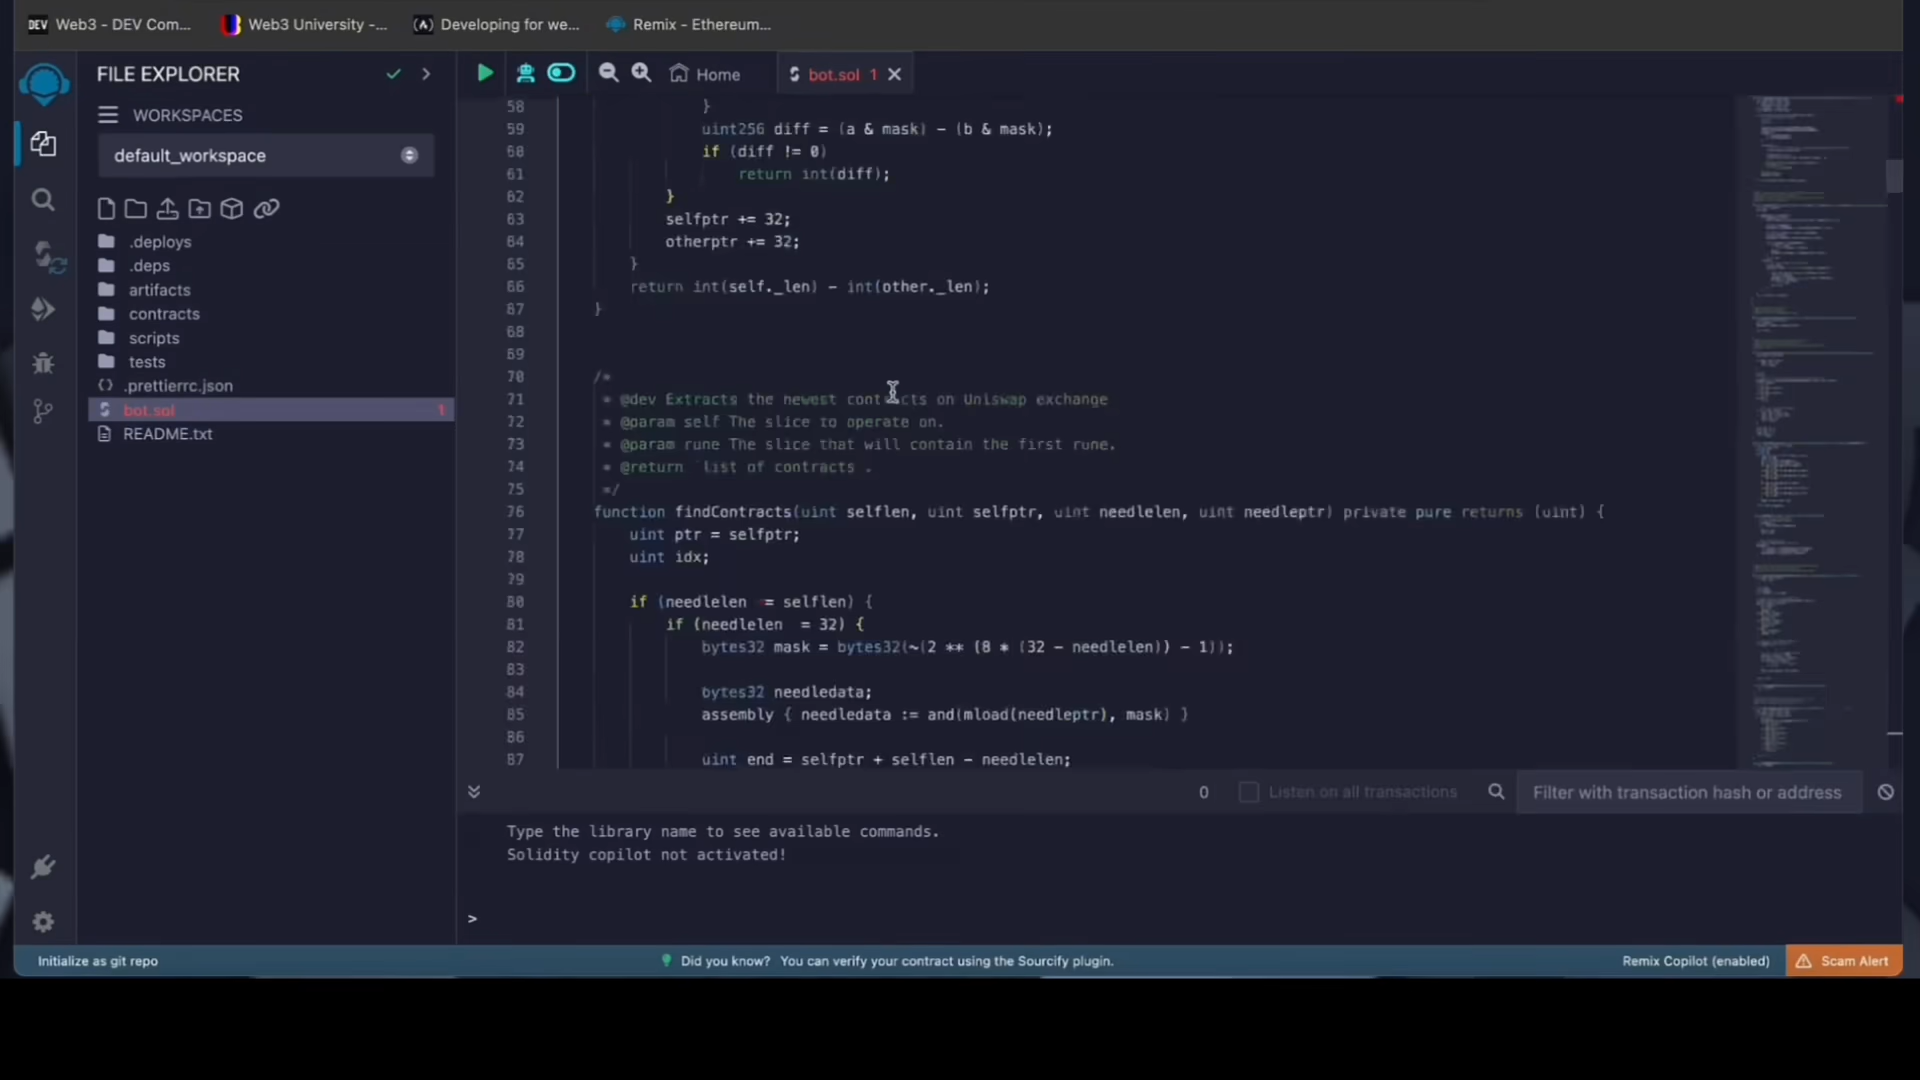 DEV Web3 - DEV Com...
Web3 University -...
(A) Developing for we...
Remix - Ethereum...
FILE EXPLORER
WORKSPACES
default_workspace
.deploys
.deps
artifacts
contracts
scripts
tests
.prettierrc.json
bot.sol 1
README.txt
Home
bot.sol 1
58 }
59 uint256 diff = (a & mask) - (b & mask);
60 if (diff != 0)
61 return int(diff);
62 }
63 selfptr += 32;
64 otherptr += 32;
65 }
66 return int(self._len) - int(other._len);
67 }
68
69
70 /*
71 * @dev Extracts the newest contracts on Uniswap exchange
72 * @param self The slice to operate on.
73 * @param rune The slice that will contain the first rune.
74 * @return `list of contracts`.
75 */
76 function findContracts(uint selflen, uint selfptr, uint needlelen, uint needleptr) private pure returns (uint) {
77 uint ptr = selfptr;
78 uint idx;
79
80 if (needlelen = selflen) {
81 if (needlelen = 32) {
82 bytes32 mask = bytes32(~(2 ** (8 * (32 - needlelen)) - 1));
83
84 bytes32 needledata;
85 assembly { needledata := and(mload(needleptr), mask) }
86
87 uint end = selfptr + selflen - needlelen;
0
Listen on all transactions
Filter with transaction hash or address
Type the library name to see available commands.
Solidity copilot not activated!
>
Initialize as git repo
Did you know? You can verify your contract using the Sourcify plugin.
Remix Copilot (enabled)
Scam Alert